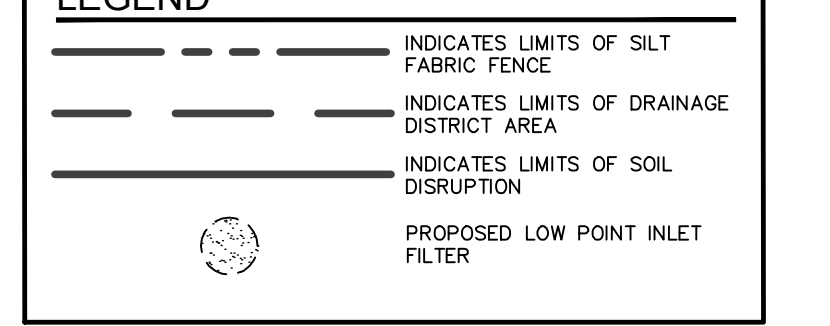 LEGEND
INDICATES LIMITS OF SILT
FABRIC FENCE
INDICATES LIMITS OF DRAINAGE
DISTRICT AREA
INDICATES LIMITS OF SOIL
DISRUPTION
PROPOSED LOW POINT INLET
FILTER